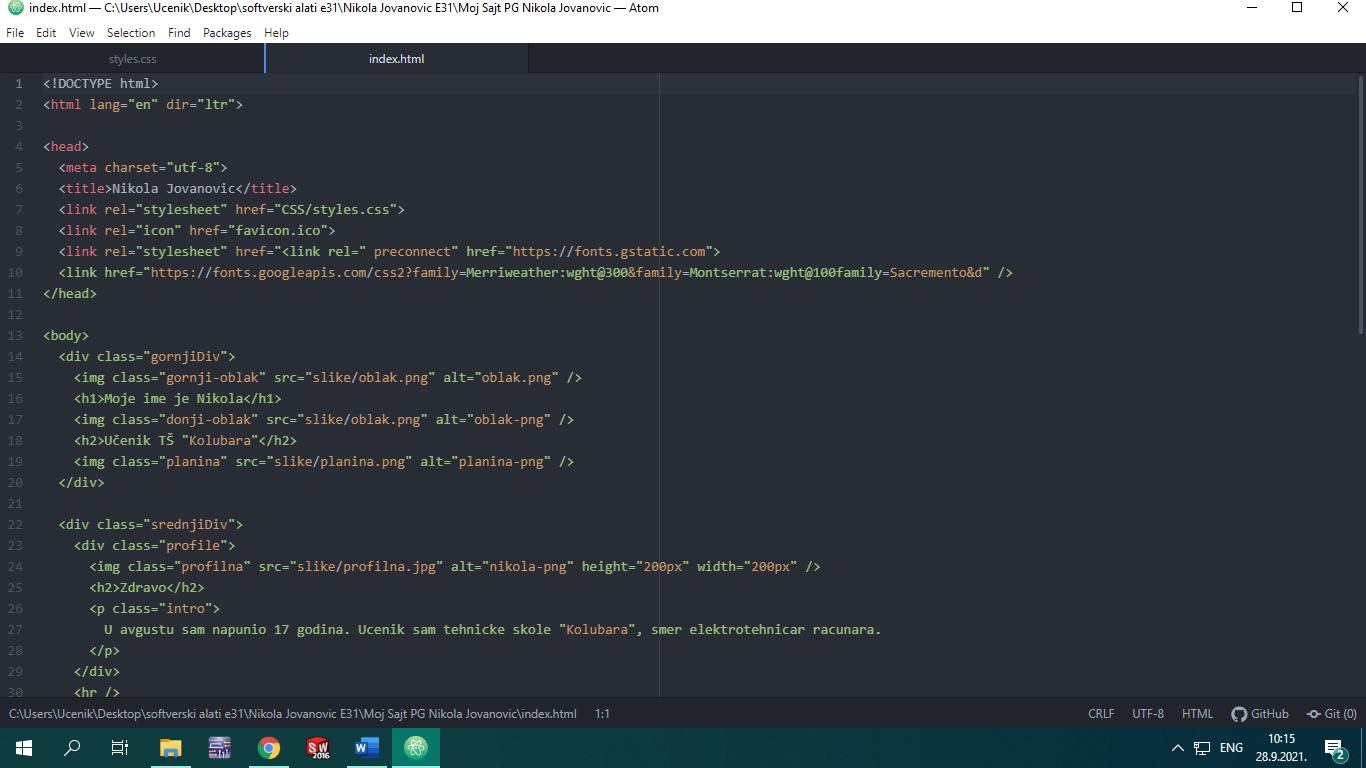 index.html — C:\Users\Ucenik\Desktop\softverski alati e31\Nikola Jovanovic E31\Moj Sajt PG Nikola Jovanovic — Atom
File Edit View Selection Find Packages Help
styles.css index.html
1 <!DOCTYPE html>
2 <html lang="en" dir="ltr">
3
4 <head>
5 <meta charset="utf-8">
6 <title>Nikola Jovanovic</title>
7 <link rel="stylesheet" href="CSS/styles.css">
8 <link rel="icon" href="favicon.ico">
9 <link rel="stylesheet" href="<link rel=" preconnect" href="https://fonts.gstatic.com">
10 <link href="https://fonts.googleapis.com/css2?family=Merriweather:wght@300&family=Montserrat:wght@100family=Sacremento&d" />
11 </head>
12
13 <body>
14 <div class="gornjiDiv">
15 <img class="gornji-oblak" src="slike/oblak.png" alt="oblak.png" />
16 <h1>Moje ime je Nikola</h1>
17 <img class="donji-oblak" src="slike/oblak.png" alt="oblak-png" />
18 <h2>Učenik TŠ "Kolubara"</h2>
19 <img class="planina" src="slike/planina.png" alt="planina-png" />
20 </div>
21
22 <div class="srednjiDiv">
23 <div class="profile">
24 <img class="profilna" src="slike/profilna.jpg" alt="nikola-png" height="200px" width="200px" />
25 <h2>Zdravo</h2>
26 <p class="intro">
27 U avgustu sam napunio 17 godina. Ucenik sam tehnicke skole "Kolubara", smer elektrotehnicar racunara.
28 </p>
29 </div>
30 <hr />
C:\Users\Ucenik\Desktop\softverski alati e31\Nikola Jovanovic E31\Moj Sajt PG Nikola Jovanovic\index.html 1:1 CRLF UTF-8 HTML GitHub Git (0)
SW 2016 W ENG 10:15 2
28.9.2021.